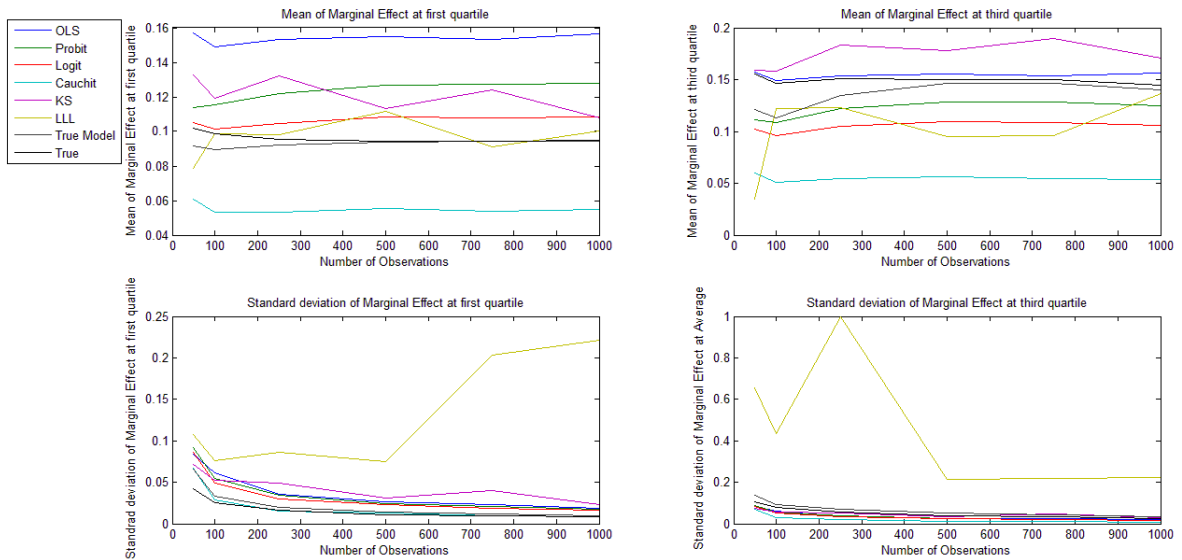 OLS
Probit
Logit
Cauchit
KS
LLL
True Model
True
Mean of Marginal Effect at first quartile
Mean of Marginal Effect at first quartile
0.16
0.14
0.12
0.1
0.08
0.06
0.04
0 100 200 300 400 500 600 700 800 900 1000
Number of Observations
Mean of Marginal Effect at third quartile
Mean of Marginal Effect at third quartile
0.2
0.15
0.1
0.05
0
0 100 200 300 400 500 600 700 800 900 1000
Number of Observations
Standard deviation of Marginal Effect at first quartile
Standrad deviation of Marginal Effect at first quartile
0.25
0.2
0.15
0.1
0.05
0
0 100 200 300 400 500 600 700 800 900 1000
Number of Observations
Standard deviation of Marginal Effect at third quartile
Standard deviation of Marginal Effect at Average
1
0.8
0.6
0.4
0.2
0
0 100 200 300 400 500 600 700 800 900 1000
Number of Observations